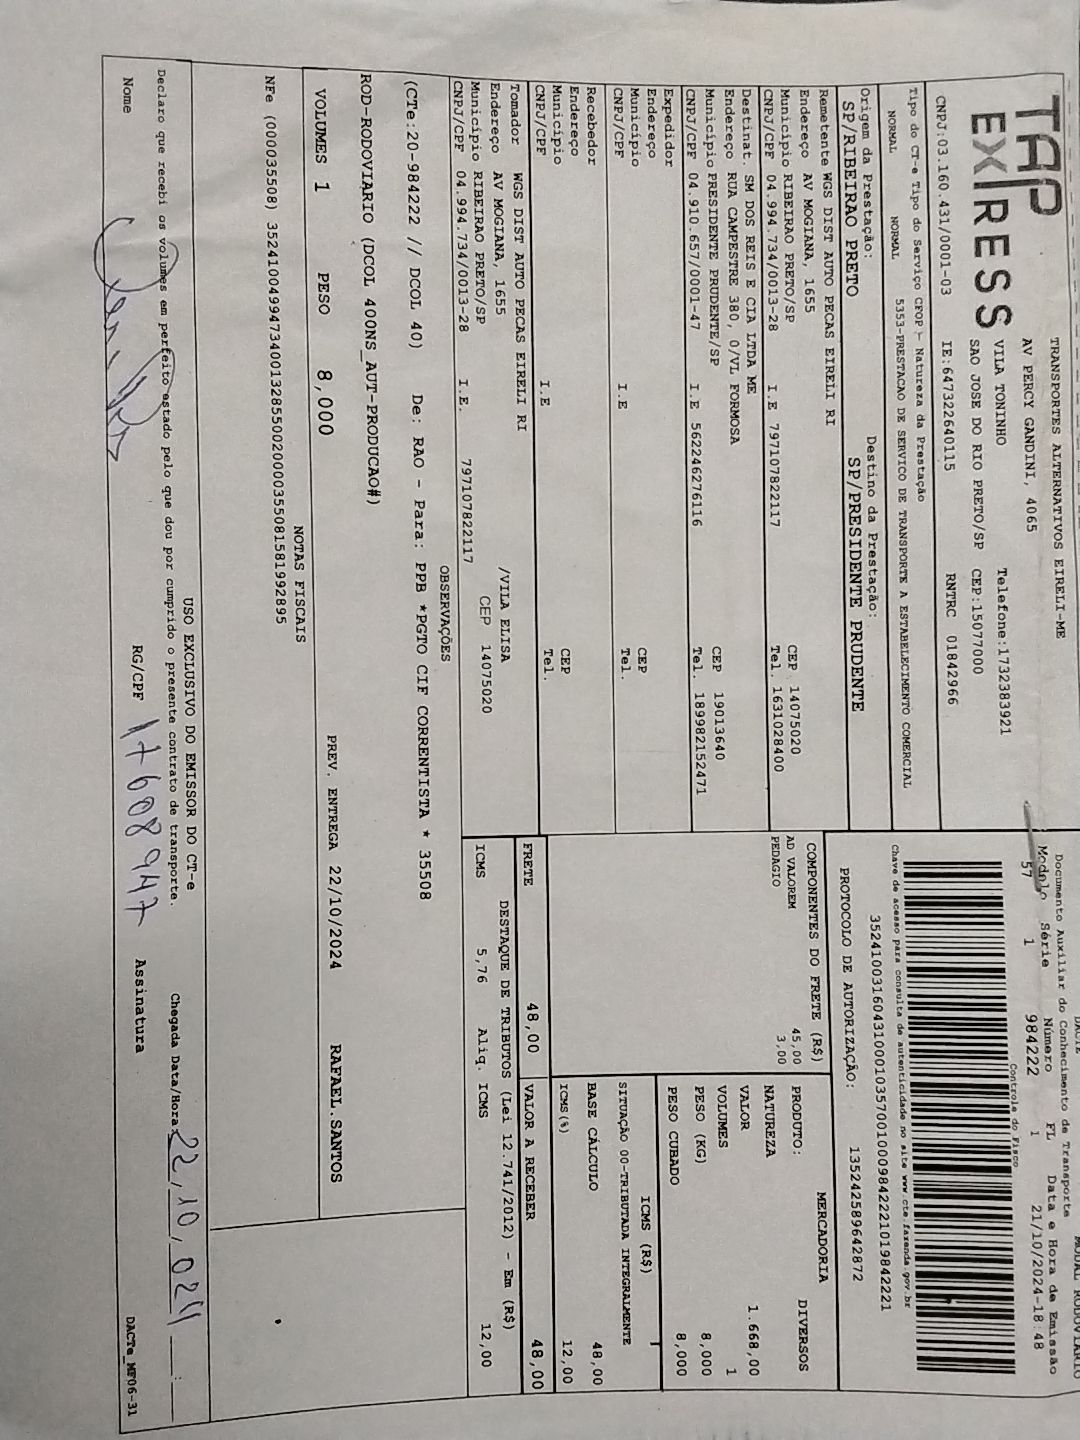 TAP
EXPRESS
TRANSPORTES ALTERNATIVOS EIRELI-ME
AV PERCY GANDINI, 4065
VILA TONINHO Telefone:1732383921
SAO JOSE DO RIO PRETO/SP CEP:15077000
CNPJ:03.160.431/0001-03 IE:647322640115 RNTRC 01842966
DACTE MODAL RODOVIARIO
Documento Auxiliar do Conhecimento de Transporte
Modelo Série Número FL Data e Hora de Emissão
57 1 984222 1 21/10/2024-18:48
Controle do Fisco
Chave de acesso para consulta de autenticidade no site www.cte.fazenda.gov.br
35241003160431000103570010009842221019842221
PROTOCOLO DE AUTORIZAÇÃO: 135242589642872
Tipo do CT-e Tipo do Serviço CFOP - Natureza da Prestação
NORMAL NORMAL 5353-PRESTACAO DE SERVICO DE TRANSPORTE A ESTABELECIMENTO COMERCIAL
Origem da Prestação: Destino da Prestação:
SP/RIBEIRAO PRETO SP/PRESIDENTE PRUDENTE
Remetente WGS DIST AUTO PECAS EIRELI RI
Endereço AV MOGIANA, 1655
Município RIBEIRAO PRETO/SP CEP 14075020
CNPJ/CPF 04.994.734/0013-28 I.E 797107822117 Tel. 1631028400
Destinat. SM DOS REIS E CIA LTDA ME
Endereço RUA CAMPESTRE 380, 0/VL FORMOSA
Município PRESIDENTE PRUDENTE/SP CEP 19013640
CNPJ/CPF 04.910.657/0001-47 I.E 562246276116 Tel. 189982152471
Expedidor
Endereço
Município CEP
CNPJ/CPF I.E Tel.
Recebedor
Endereço
Município CEP
CNPJ/CPF I.E Tel.
Tomador WGS DIST AUTO PECAS EIRELI RI
Endereço AV MOGIANA, 1655 /VILA ELISA
Município RIBEIRAO PRETO/SP CEP 14075020
CNPJ/CPF 04.994.734/0013-28 I.E. 797107822117
COMPONENTES DO FRETE (R$)
AD VALOREM 45,00
PEDAGIO 3,00
PRODUTO: MERCADORIA
NATUREZA DIVERSOS
VALOR 1.668,00
VOLUMES 1
PESO (KG) 8,000
PESO CUBADO 8,000
ICMS (R$)
SITUAÇÃO 00-TRIBUTADA INTEGRALMENTE
BASE CÁLCULO 48,00
ICMS(%) 12,00
FRETE 48,00 VALOR A RECEBER 48,00
DESTAQUE DE TRIBUTOS (Lei 12.741/2012) - Em (R$)
ICMS 5,76 Aliq. ICMS 12,00
OBSERVAÇÕES
(CTe:20-984222 // DCOL 40) De: RAO - Para: PPB *PGTO CIF CORRENTISTA * 35508
ROD-RODOVIARIO (DCOL 400NS_AUT-PRODUCAO#)
VOLUMES 1 PESO 8,000 PREV. ENTREGA 22/10/2024 RAFAEL.SANTOS
NOTAS FISCAIS
NFe (000035508) 35241004994734001328550020000355081581992895
USO EXCLUSIVO DO EMISSOR DO CT-e
Declaro que recebi os volumes em perfeito estado pelo que dou por cumprido o presente contrato de transporte. Chegada Data/Hora: 22,10,024 __:__
Nome RG/CPF 17608947 Assinatura DACTe_MF06-31